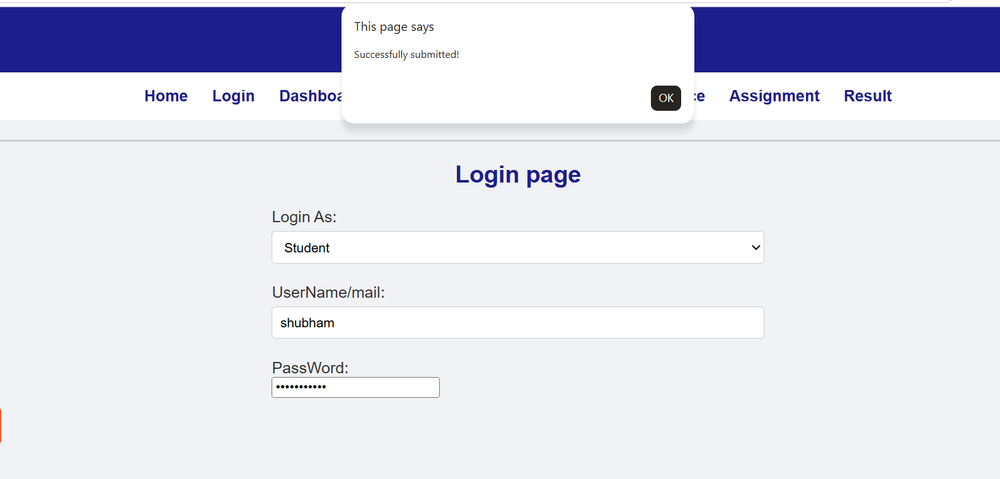 This page says
Successfully submitted!
OK
Home Login Assignment Result
Login page
Login As:
Student
UserName/mail:
shubham
PassWord:
•••••••••••